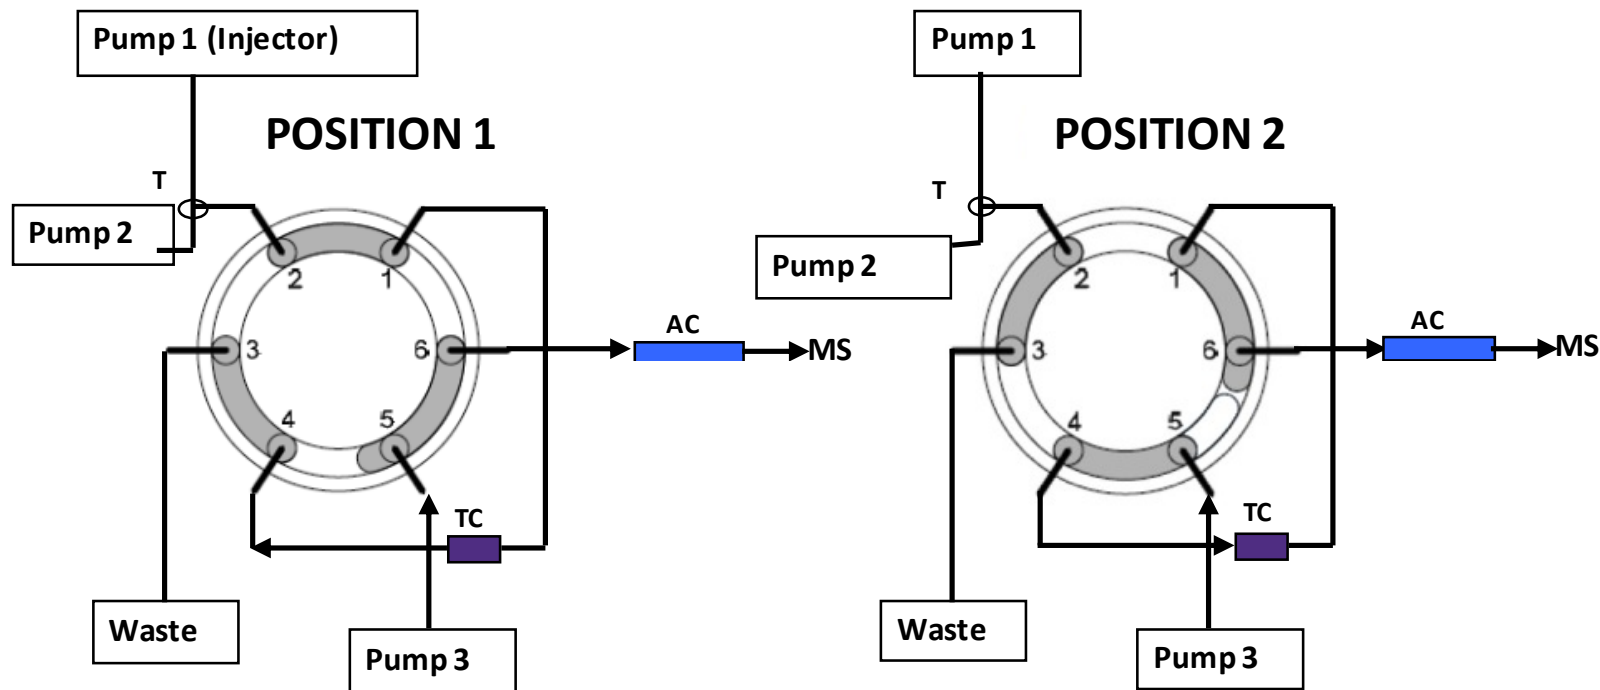 Pump 1 (Injector)
POSITION 1
T
Pump 2
2
1
3
6
4
5
AC
MS
TC
Waste
Pump 3
Pump 1
POSITION 2
T
Pump 2
2
1
3
6
4
5
AC
MS
TC
Waste
Pump 3